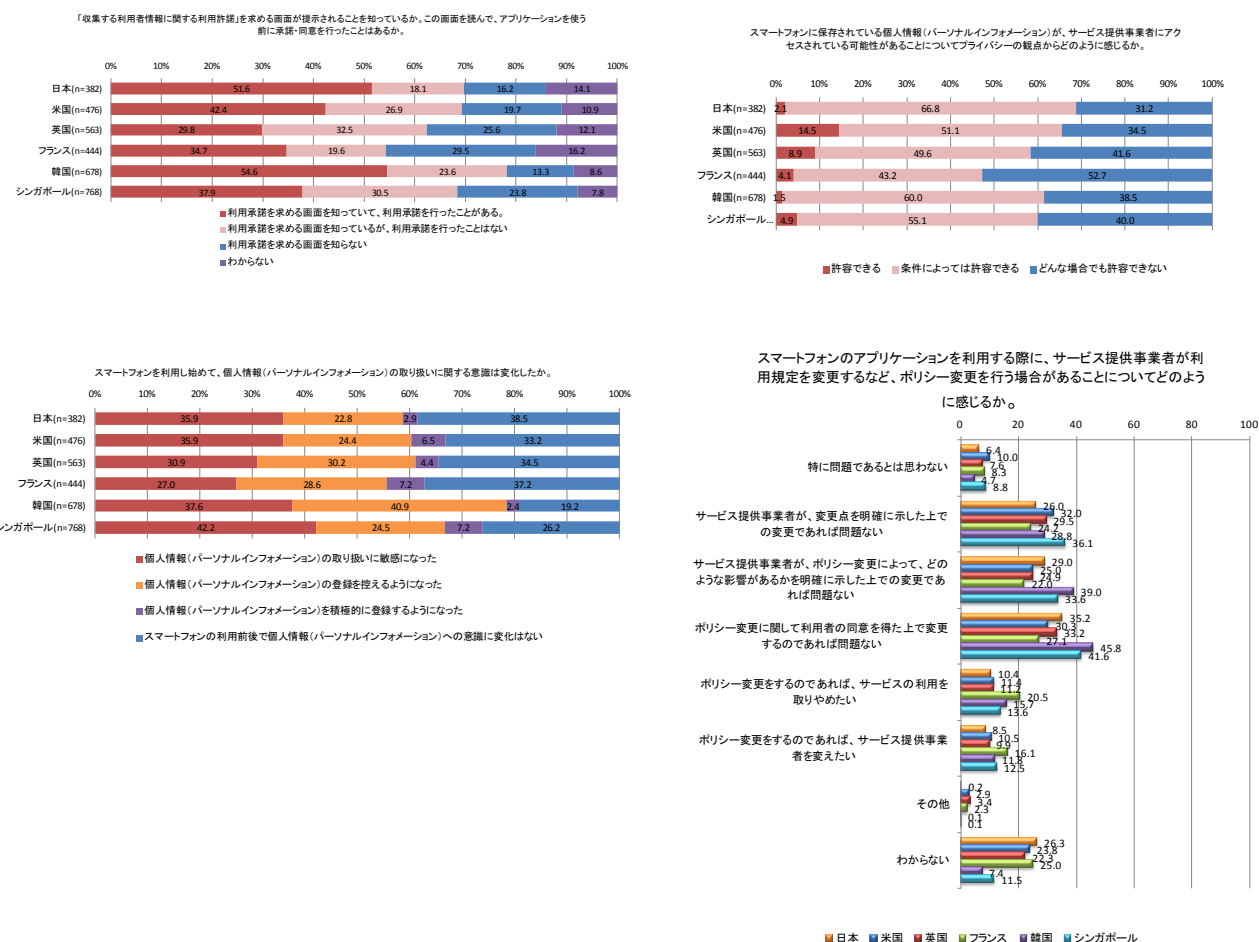 「収集する利用者情報に関する利用許諾」を求める画面が提示されることを知っているか。この画面を読んで、アプリケーションを使う
前に承諾・同意を行ったことはあるか。
0% 10% 20% 30% 40% 50% 60% 70% 80% 90% 100%
日本(n=382) 51.6 18.1 16.2 14.1
米国(n=476) 42.4 26.9 19.7 10.9
英国(n=563) 29.8 32.5 25.6 12.1
フランス(n=444) 34.7 19.6 29.5 16.2
韓国(n=678) 54.6 23.6 13.3 8.6
シンガポール(n=768) 37.9 30.5 23.8 7.8
利用承諾を求める画面を知っていて、利用承諾を行ったことがある。
利用承諾を求める画面を知っているが、利用承諾を行ったことはない
利用承諾を求める画面を知らない
わからない
スマートフォンに保存されている個人情報(パーソナルインフォメーション)が、サービス提供事業者にアク
セスされている可能性があることについてプライバシーの観点からどのように感じるか。
0% 10% 20% 30% 40% 50% 60% 70% 80% 90% 100%
日本(n=382) 2.1 66.8 31.2
米国(n=476) 14.5 51.1 34.5
英国(n=563) 8.9 49.6 41.6
フランス(n=444) 4.1 43.2 52.7
韓国(n=678) 1.5 60.0 38.5
シンガポール... 4.9 55.1 40.0
許容できる 条件によっては許容できる どんな場合でも許容できない
スマートフォンを利用し始めて、個人情報(パーソナルインフォメーション)の取り扱いに関する意識は変化したか。
0% 10% 20% 30% 40% 50% 60% 70% 80% 90% 100%
日本(n=382) 35.9 22.8 2.9 38.5
米国(n=476) 35.9 24.4 6.5 33.2
英国(n=563) 30.9 30.2 4.4 34.5
フランス(n=444) 27.0 28.6 7.2 37.2
韓国(n=678) 37.6 40.9 2.4 19.2
シンガポール(n=768) 42.2 24.5 7.2 26.2
個人情報(パーソナルインフォメーション)の取り扱いに敏感になった
個人情報(パーソナルインフォメーション)の登録を控えるようになった
個人情報(パーソナルインフォメーション)を積極的に登録するようになった
スマートフォンの利用前後で個人情報(パーソナルインフォメーション)への意識に変化はない
スマートフォンのアプリケーションを利用する際に、サービス提供事業者が利
用規定を変更するなど、ポリシー変更を行う場合があることについてどのよう
に感じるか。
0 20 40 60 80 100
特に問題であるとは思わない
6.4
10.0
7.6
8.3
4.7
8.8
サービス提供事業者が、変更点を明確に示した上で
の変更であれば問題ない
26.0
32.0
29.5
24.2
28.8
36.1
サービス提供事業者が、ポリシー変更によって、どの
ような影響があるかを明確に示した上での変更であ
れば問題ない
29.0
25.0
24.9
22.0
39.0
33.6
ポリシー変更に関して利用者の同意を得た上で変更
するのであれば問題ない
35.2
30.3
33.2
27.1
45.8
41.6
ポリシー変更をするのであれば、サービスの利用を
取りやめたい
10.4
11.4
11.2
20.5
15.7
13.6
ポリシー変更をするのであれば、サービス提供事業
者を変えたい
8.5
10.5
9.9
16.1
11.8
12.5
その他
0.2
2.9
3.4
2.3
0.1
0.1
わからない
26.3
23.8
22.3
25.0
7.4
11.5
日本 米国 英国 フランス 韓国 シンガポール